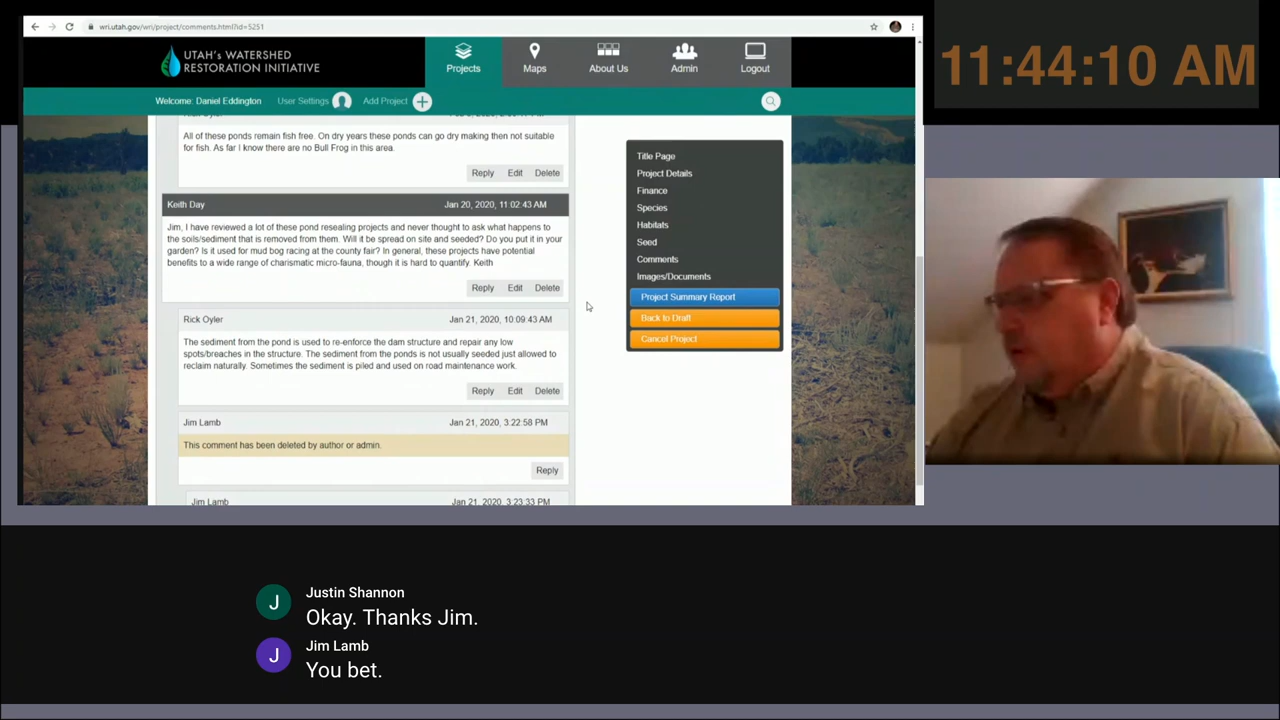 wri.utah.gov/wri/project/comments.html?id=5251
11:44:10 AM
UTAH'S WATERSHED
RESTORATION INITIATIVE
Projects
Maps
About Us
Admin
Logout
Welcome: Daniel Eddington
User Settings
Add Project
All of these ponds remain fish free. On dry years these ponds can go dry making then not suitable
for fish. As far I know there are no Bull Frog in this area.
Reply Edit Delete
Keith Day Jan 20, 2020, 11:02:43 AM
Jim, I have reviewed a lot of these pond resealing projects and never thought to ask what happens to
the soils/sediment that is removed from them. Will it be spread on site and seeded? Do you put it in your
garden? Is it used for mud bog racing at the county fair? In general, these projects have potential
benefits to a wide range of charismatic micro-fauna, though it is hard to quantify. Keith
Reply Edit Delete
Rick Oyler Jan 21, 2020, 10:09:43 AM
The sediment from the pond is used to re-enforce the dam structure and repair any low
spots/breaches in the structure. The sediment from the ponds is not usually seeded just allowed to
reclaim naturally. Sometimes the sediment is piled and used on road maintenance work.
Reply Edit Delete
Jim Lamb Jan 21, 2020, 3:22:58 PM
This comment has been deleted by author or admin.
Reply
Jim Lamb Jan 21, 2020, 3:23:33 PM
Title Page
Project Details
Finance
Species
Habitats
Seed
Comments
Images/Documents
Project Summary Report
Back to Draft
Cancel Project
J Justin Shannon
Okay. Thanks Jim.
J Jim Lamb
You bet.